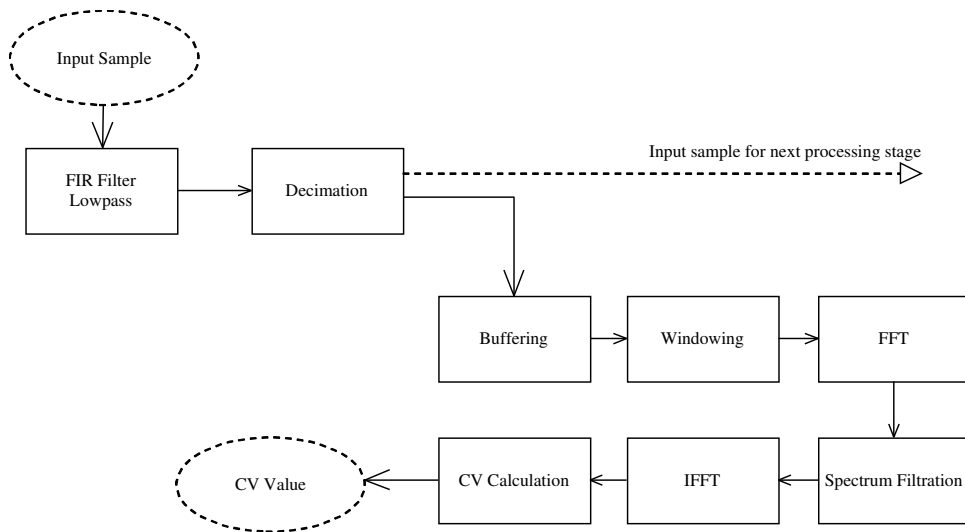 Input Sample
Input sample for next processing stage
FIR Filter
Lowpass
Decimation
Buffering
Windowing
FFT
CV Value
CV Calculation
IFFT
Spectrum Filtration